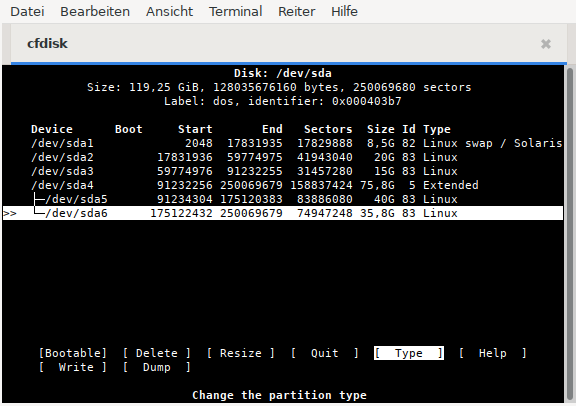 Datei Bearbeiten Ansicht Terminal Reiter Hilfe
cfdisk
Disk: /dev/sda
Size: 119,25 GiB, 128035676160 bytes, 250069680 sectors
Label: dos, identifier: 0x000403b7
Device Boot Start End Sectors Size Id Type
/dev/sda1 2048 17831935 17829888 8,5G 82 Linux swap / Solaris
/dev/sda2 17831936 59774975 41943040 20G 83 Linux
/dev/sda3 59774976 91232255 31457280 15G 83 Linux
/dev/sda4 91232256 250069679 158837424 75,8G 5 Extended
├─/dev/sda5 91234304 175120383 83886080 40G 83 Linux
>> └─/dev/sda6 175122432 250069679 74947248 35,8G 83 Linux
[Bootable] [ Delete ] [ Resize ] [ Quit ] [ Type ] [ Help ]
[ Write ] [ Dump ]
Change the partition type